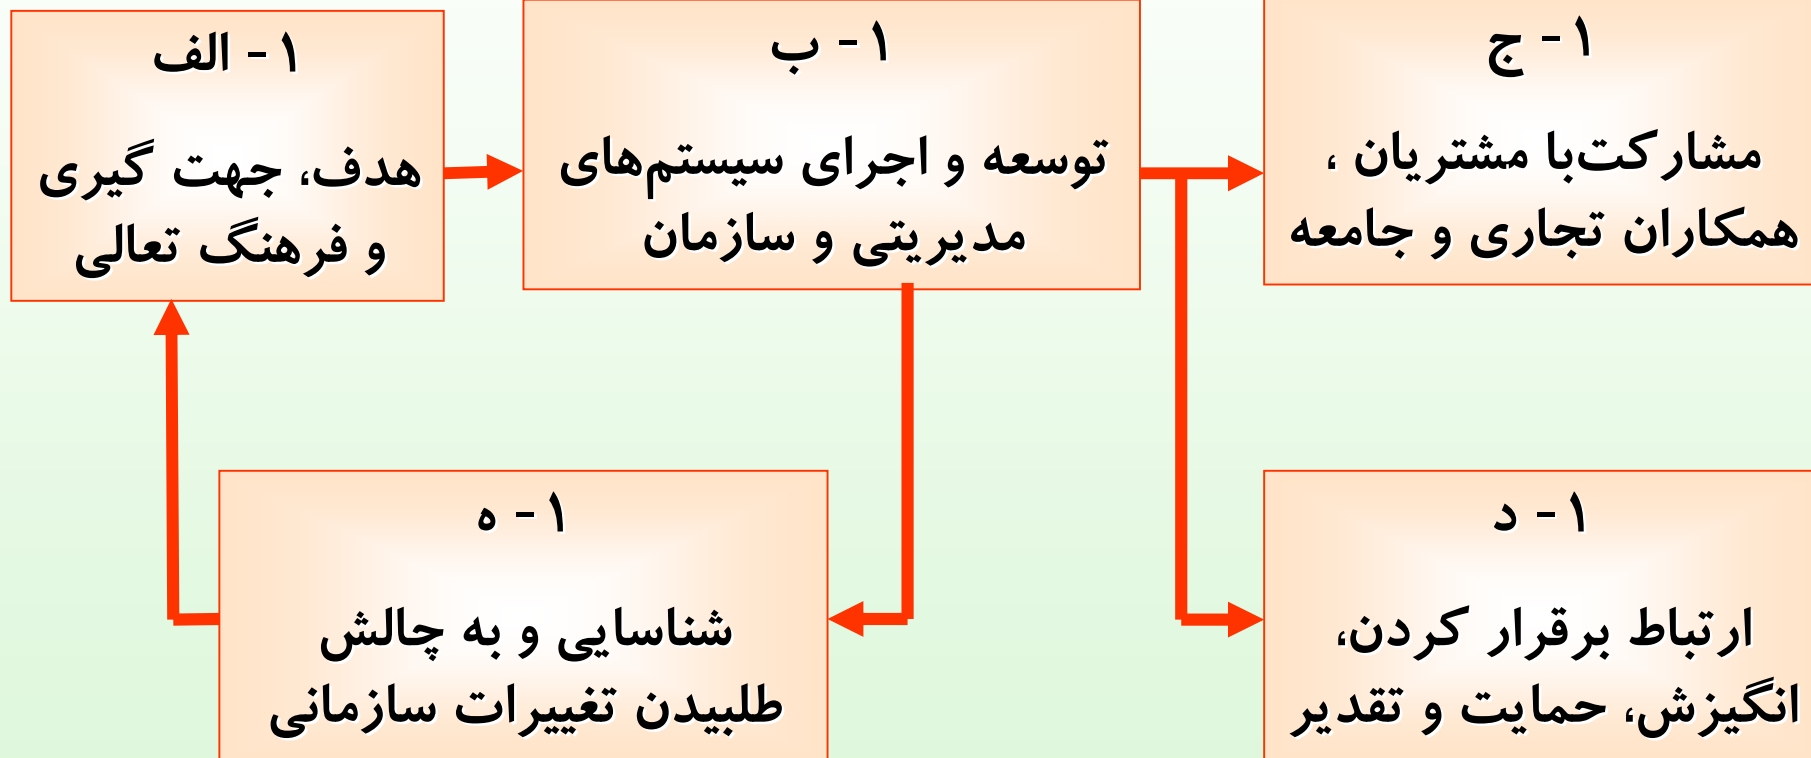 ۱- الف
هدف، جهت گیری
و فرهنگ تعالی
۱- ب
توسعه و اجرای سیستم‌های
مدیریتی و سازمان
۱- ج
مشارکت‌با مشتریان ،
همکاران تجاری و جامعه
۱- ه
شناسایی و به چالش
طلبیدن تغییرات سازمانی
۱- د
ارتباط برقرار کردن،
انگیزش، حمایت و تقدیر